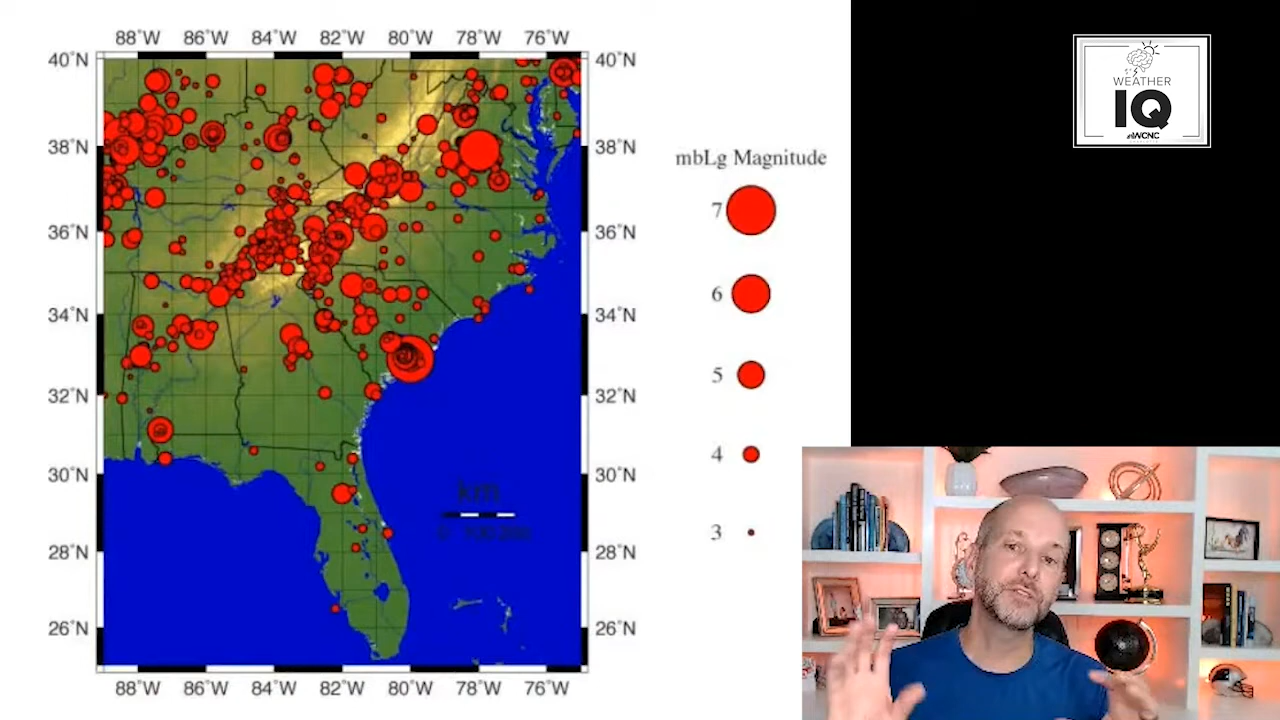 88°W 86°W 84°W 82°W 80°W 78°W 76°W
40°N 40°N
38°N 38°N
36°N 36°N
34°N 34°N
32°N 32°N
30°N 30°N
28°N 28°N
26°N 26°N
88°W 86°W 84°W 82°W 80°W 78°W 76°W
km
mbLg Magnitude
7
6
5
4
3
WEATHER
IQ
WCNC